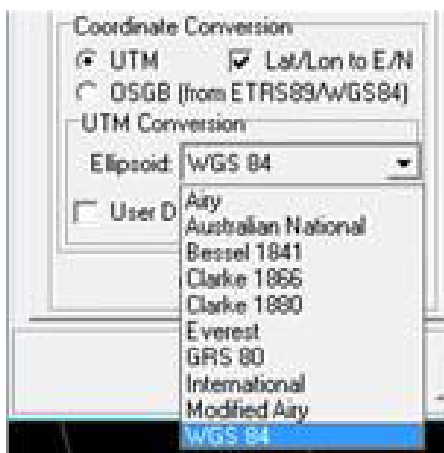 Coordinate Conversion
UTM Lat/Lon to E/N
OSGB (from ETRS89/WGS84)
UTM Conversion
Ellipsoid: WGS 84
User D
Airy
Australian National
Bessel 1841
Clarke 1866
Clarke 1880
Everest
GRS 80
International
Modified Airy
WGS 84